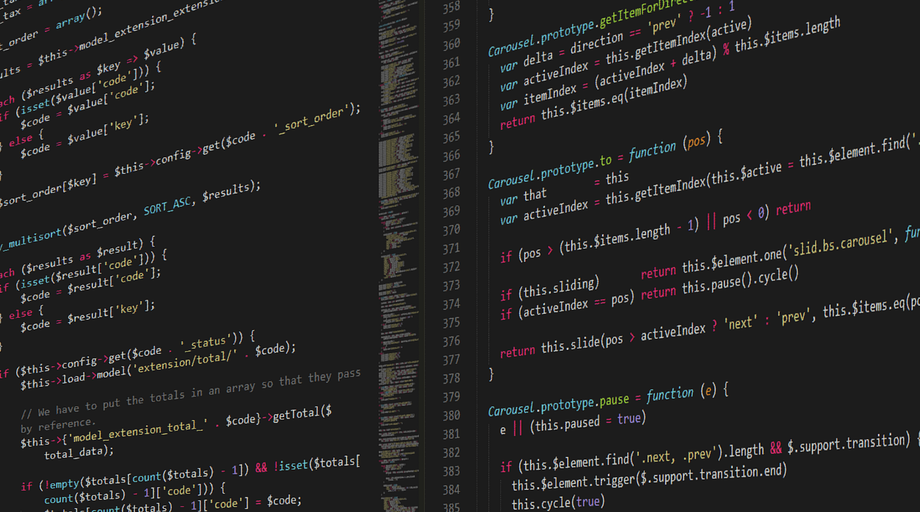 _tax = arr
t_order = array();
ults = $this->model_extension_exten
ach ($results as $key => $value) {
if (isset($value['code'])) {
$code = $value['code'];
} else {
$code = $value['key'];
}
$sort_order[$key] = $this->config->get($code . '_sort_order');
y_multisort($sort_order, SORT_ASC, $results);
ach ($results as $result) {
if (isset($result['code'])) {
$code = $result['code'];
} else {
$code = $result['key'];
}
if ($this->config->get($code . '_status')) {
$this->load->model('extension/total/' . $code);
// We have to put the totals in an array so that they pass
by reference.
$this->{'model_extension_total_' . $code}->getTotal($
total_data);
if (!empty($totals[count($totals) - 1]) && !isset($totals[
count($totals) - 1]['code'])) {
$totals[count($totals) - 1]['code'] = $code;
358 }
359
360 Carousel.prototype.getItemForDirec
361 var delta = direction == 'prev' ? -1 : 1
362 var activeIndex = this.getItemIndex(active)
363 var itemIndex = (activeIndex + delta) % this.$items.length
364 return this.$items.eq(itemIndex)
365 }
366
367 Carousel.prototype.to = function (pos) {
368 var that = this
369 var activeIndex = this.getItemIndex(this.$active = this.$element.find('.
370
371 if (pos > (this.$items.length - 1) || pos < 0) return
372
373 if (this.sliding) return this.$element.one('slid.bs.carousel', fun
374 if (activeIndex == pos) return this.pause().cycle()
375
376 return this.slide(pos > activeIndex ? 'next' : 'prev', this.$items.eq(po
377 }
378
379 Carousel.prototype.pause = function (e) {
380 e || (this.paused = true)
381
382 if (this.$element.find('.next, .prev').length && $.support.transition) {
383 this.$element.trigger($.support.transition.end)
384 this.cycle(true)
385